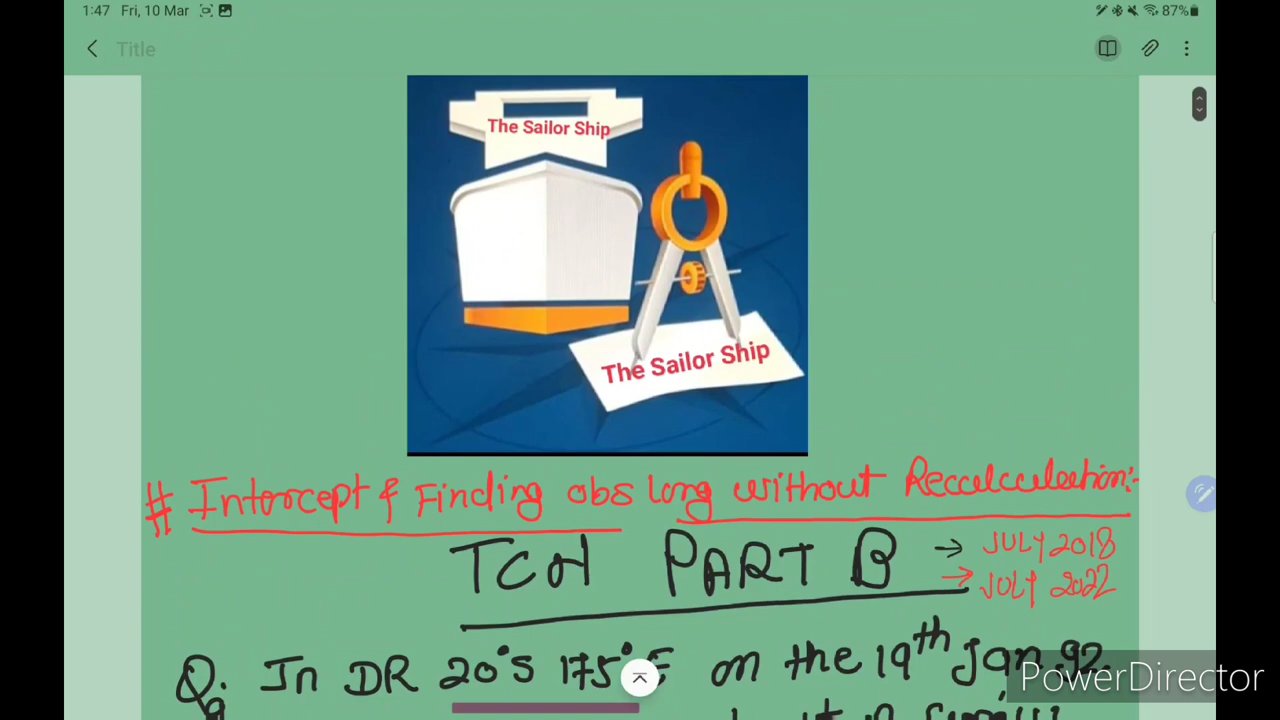 1:47 Fri, 10 Mar
87%
Title
The Sailor Ship
The Sailor Ship
# Intercept & Finding obs long without Recalculation:-
TCN PART B → JULY 2018
→ JULY 2022
Q. In DR 20°S 175°E on the 19th Jan 92
PowerDirector